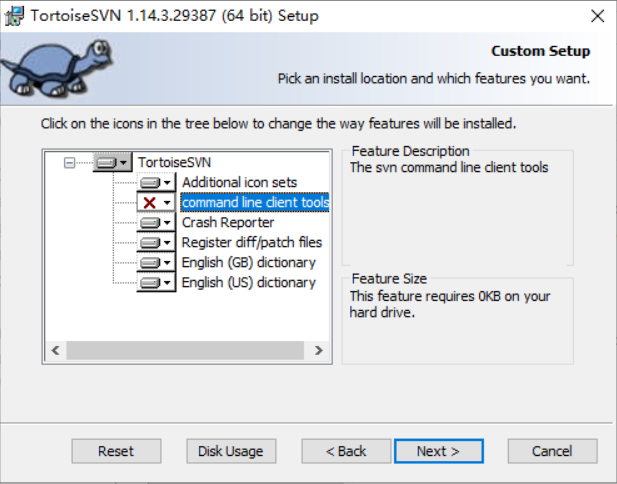 TortoiseSVN 1.14.3.29387 (64 bit) Setup
Custom Setup
Pick an install location and which features you want.
Click on the icons in the tree below to change the way features will be installed.
TortoiseSVN
Additional icon sets
command line client tools
Crash Reporter
Register diff/patch files
English (GB) dictionary
English (US) dictionary
Feature Description
The svn command line client tools
Feature Size
This feature requires 0KB on your
hard drive.
Reset
Disk Usage
< Back
Next >
Cancel